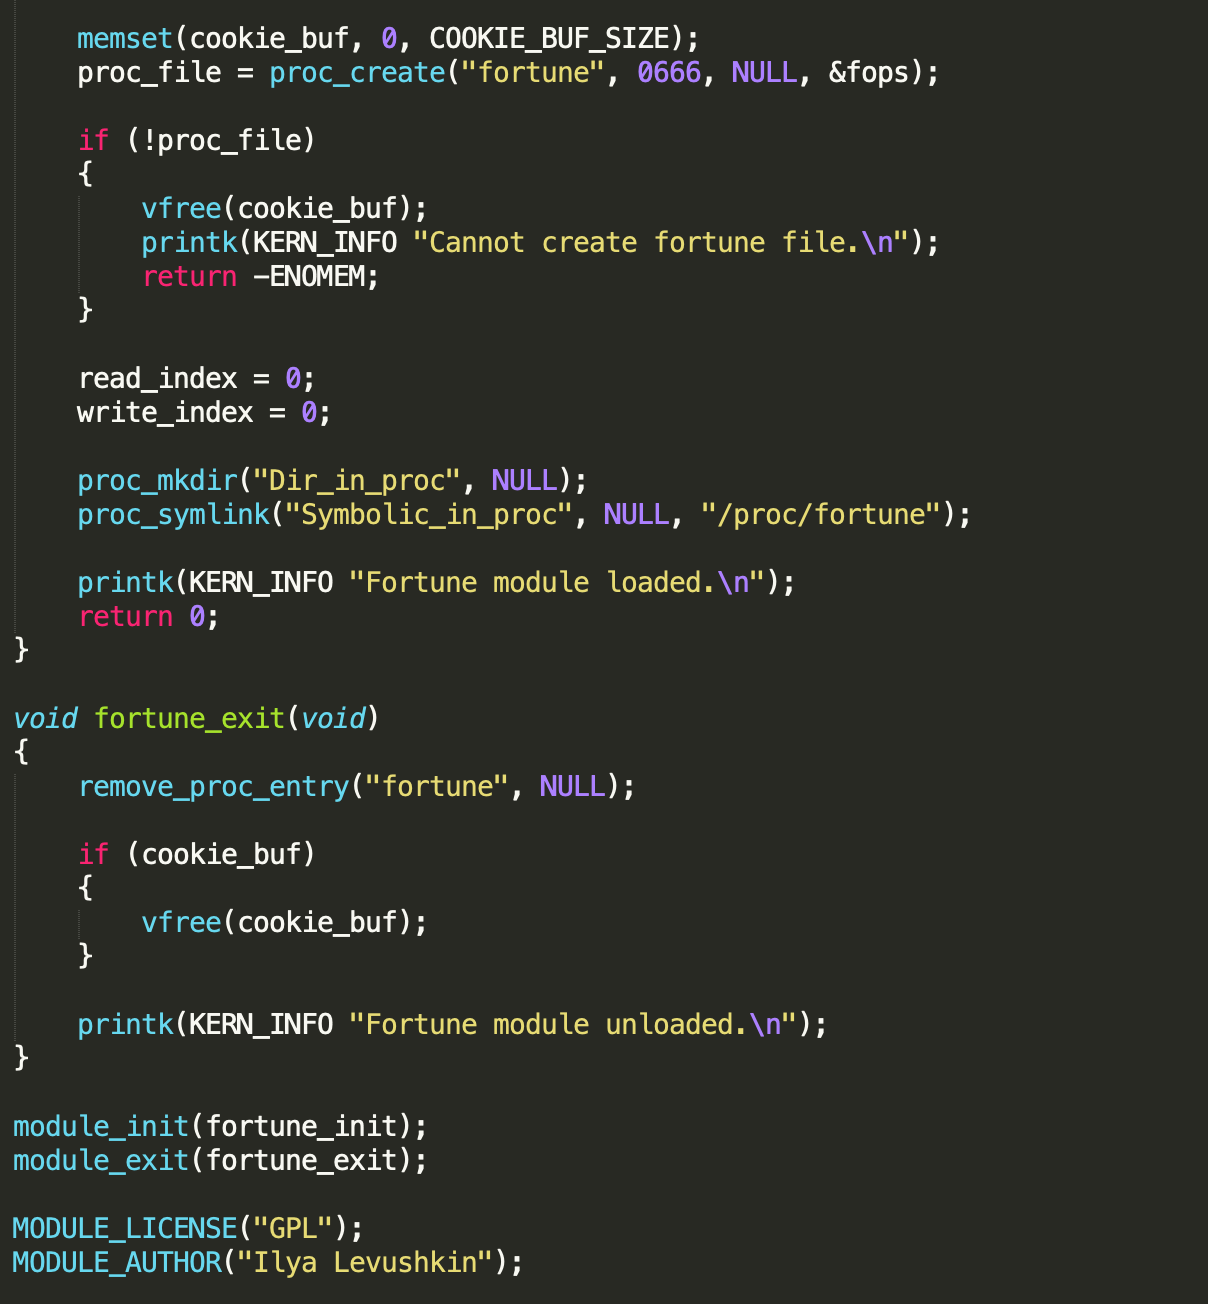 memset(cookie_buf, 0, COOKIE_BUF_SIZE);
proc_file = proc_create("fortune", 0666, NULL, &fops);
if (!proc_file)
{
vfree(cookie_buf);
printk(KERN_INFO "Cannot create fortune file.\n");
return -ENOMEM;
}
read_index = 0;
write_index = 0;
proc_mkdir("Dir_in_proc", NULL);
proc_symlink("Symbolic_in_proc", NULL, "/proc/fortune");
printk(KERN_INFO "Fortune module loaded.\n");
return 0;
}
void fortune_exit(void)
{
remove_proc_entry("fortune", NULL);
if (cookie_buf)
{
vfree(cookie_buf);
}
printk(KERN_INFO "Fortune module unloaded.\n");
}
module_init(fortune_init);
module_exit(fortune_exit);
MODULE_LICENSE("GPL");
MODULE_AUTHOR("Ilya Levushkin");